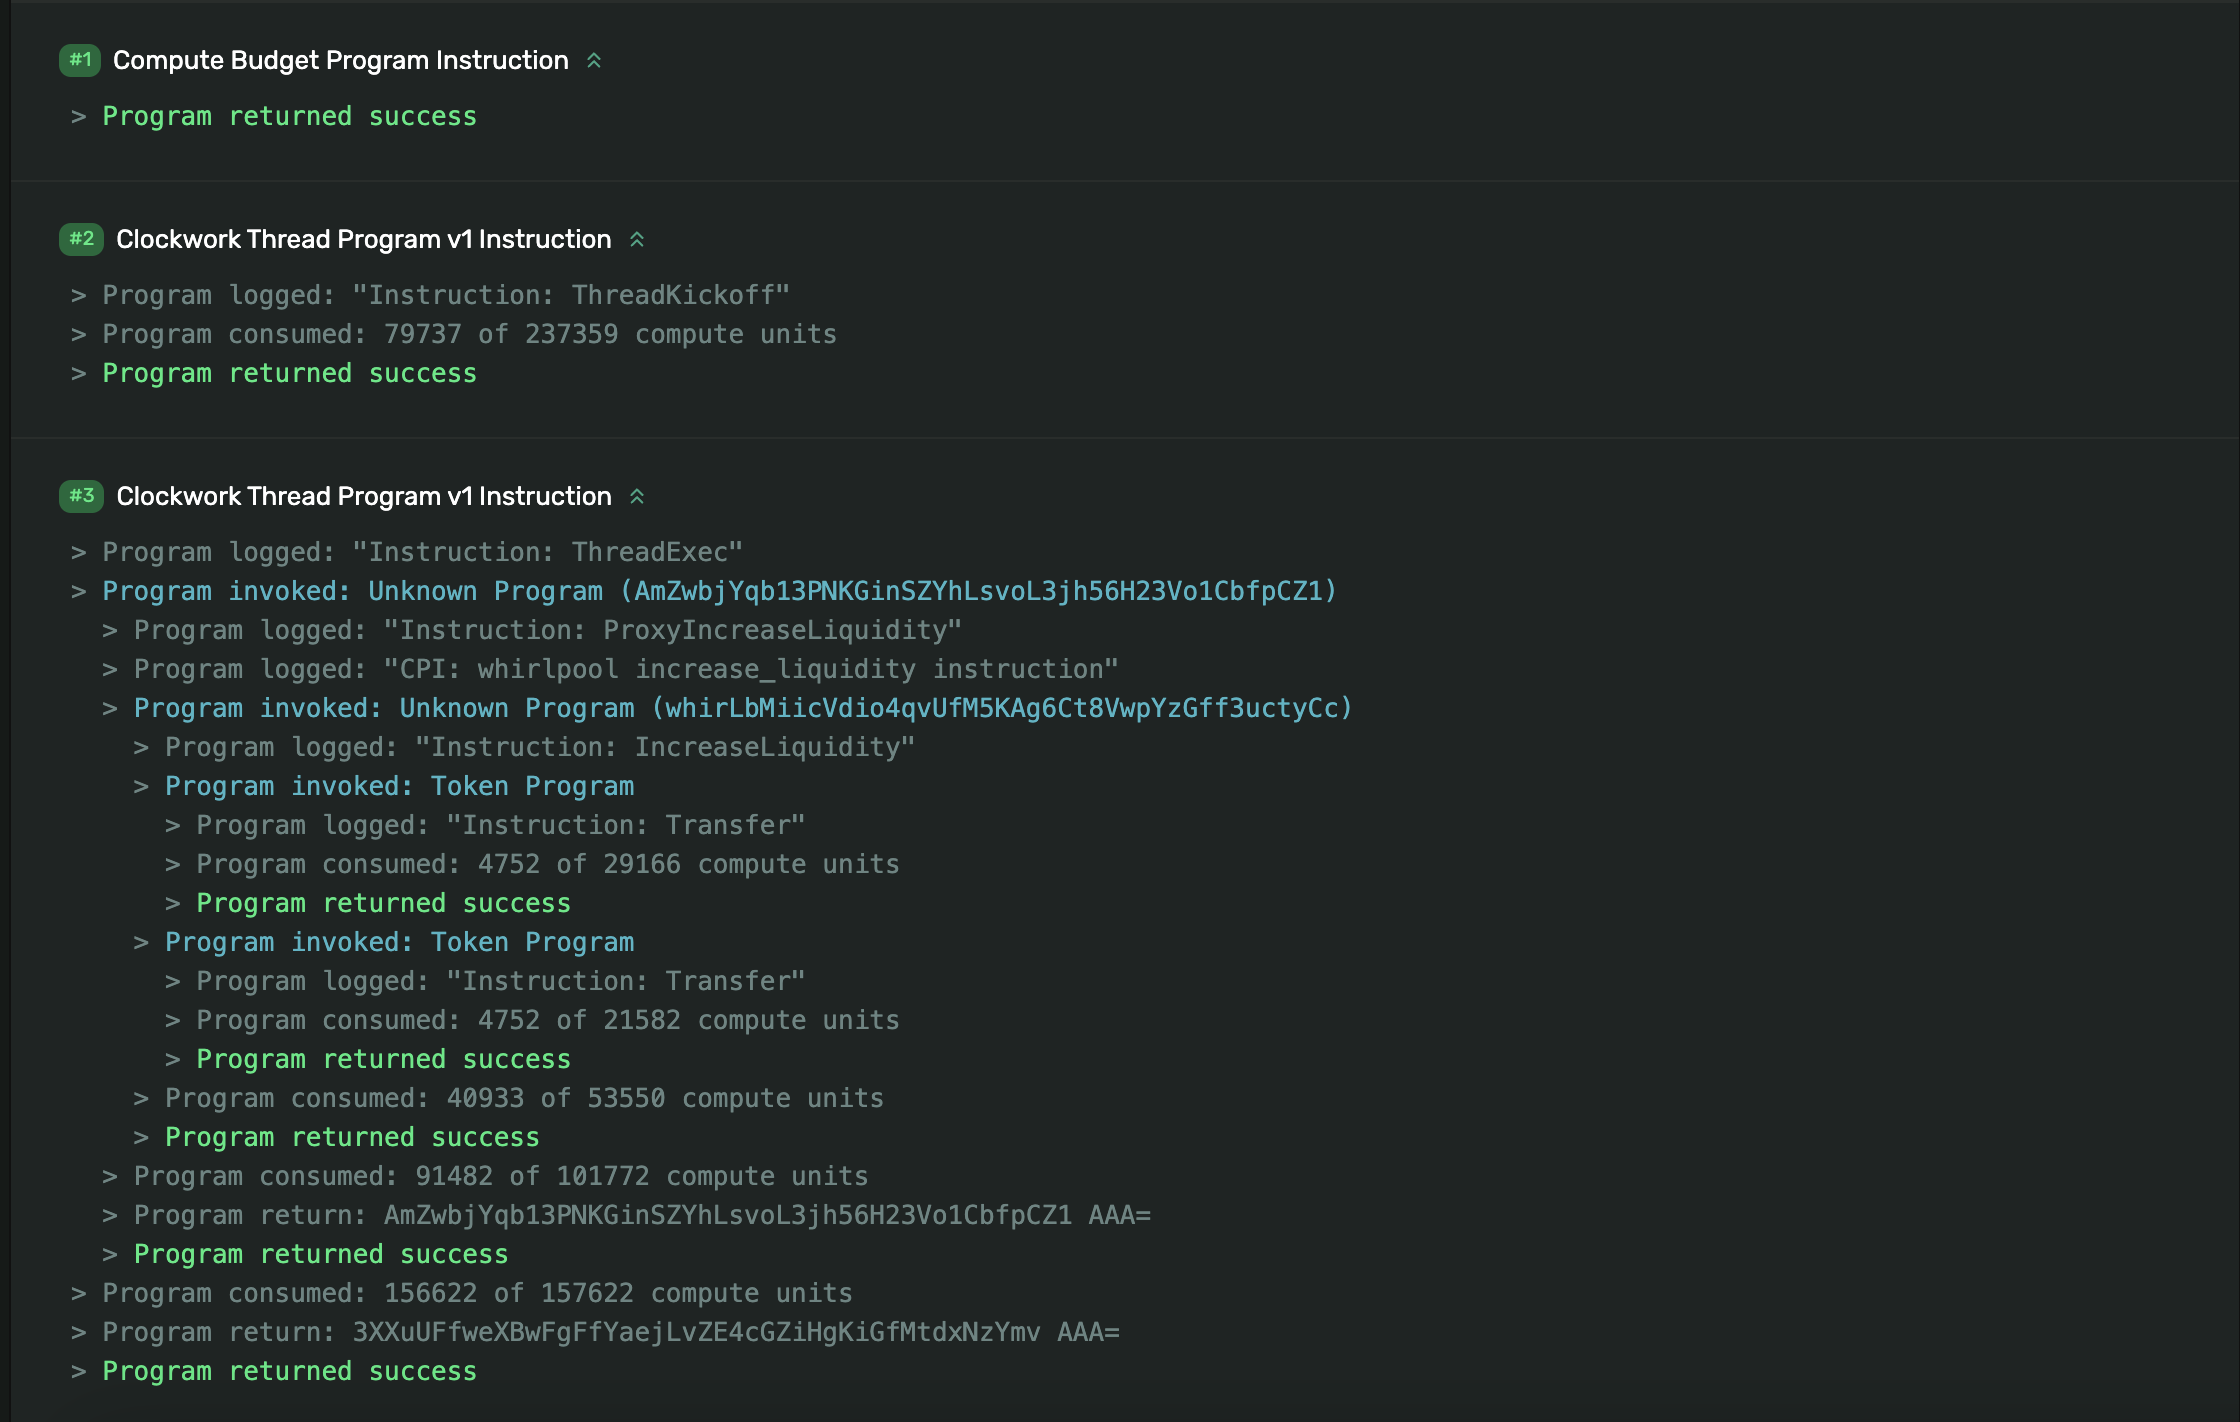 #1 Compute Budget Program Instruction
> Program returned success
#2 Clockwork Thread Program v1 Instruction
> Program logged: "Instruction: ThreadKickoff"
> Program consumed: 79737 of 237359 compute units
> Program returned success
#3 Clockwork Thread Program v1 Instruction
> Program logged: "Instruction: ThreadExec"
> Program invoked: Unknown Program (AmZwbjYqb13PNKGinSZYhLsvoL3jh56H23Vo1CbfpCZ1)
> Program logged: "Instruction: ProxyIncreaseLiquidity"
> Program logged: "CPI: whirlpool increase_liquidity instruction"
> Program invoked: Unknown Program (whirLbMiicVdio4qvUfM5KAg6Ct8VwpYzGff3uctyCc)
> Program logged: "Instruction: IncreaseLiquidity"
> Program invoked: Token Program
> Program logged: "Instruction: Transfer"
> Program consumed: 4752 of 29166 compute units
> Program returned success
> Program invoked: Token Program
> Program logged: "Instruction: Transfer"
> Program consumed: 4752 of 21582 compute units
> Program returned success
> Program consumed: 40933 of 53550 compute units
> Program returned success
> Program consumed: 91482 of 101772 compute units
> Program return: AmZwbjYqb13PNKGinSZYhLsvoL3jh56H23Vo1CbfpCZ1 AAA=
> Program returned success
> Program consumed: 156622 of 157622 compute units
> Program return: 3XXuUFfweXBwFgFfYaejLvZE4cGZiHgKiGfMtdxNzYmv AAA=
> Program returned success